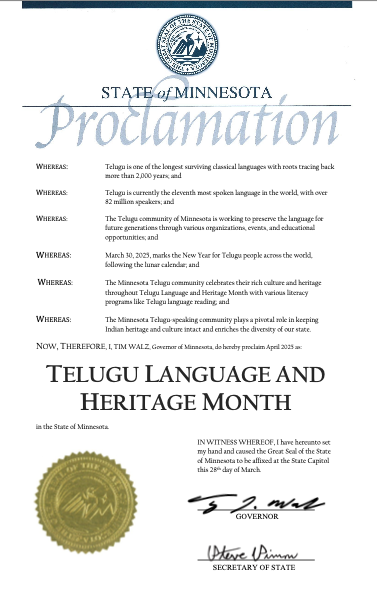 STATE of MINNESOTA
Proclamation
WHEREAS: Telugu is one of the longest surviving classical languages with roots tracing back
more than 2,000 years; and
WHEREAS: Telugu is currently the eleventh most spoken language in the world, with over
82 million speakers; and
WHEREAS: The Telugu community of Minnesota is working to preserve the language for
future generations through various organizations, events, and educational
opportunities; and
WHEREAS: March 30, 2025, marks the New Year for Telugu people across the world,
following the lunar calendar; and
WHEREAS: The Minnesota Telugu community celebrates their rich culture and heritage
throughout Telugu Language and Heritage Month with various literacy
programs like Telugu language reading; and
WHEREAS: The Minnesota Telugu-speaking community plays a pivotal role in keeping
Indian heritage and culture intact and enriches the diversity of our state.
NOW, THEREFORE, I, TIM WALZ, Governor of Minnesota, do hereby proclaim April 2025 as:
TELUGU LANGUAGE AND
HERITAGE MONTH
in the State of Minnesota.
IN WITNESS WHEREOF, I have hereunto set
my hand and caused the Great Seal of the State
of Minnesota to be affixed at the State Capitol
this 28th day of March.
GOVERNOR
Steve Simon
SECRETARY OF STATE